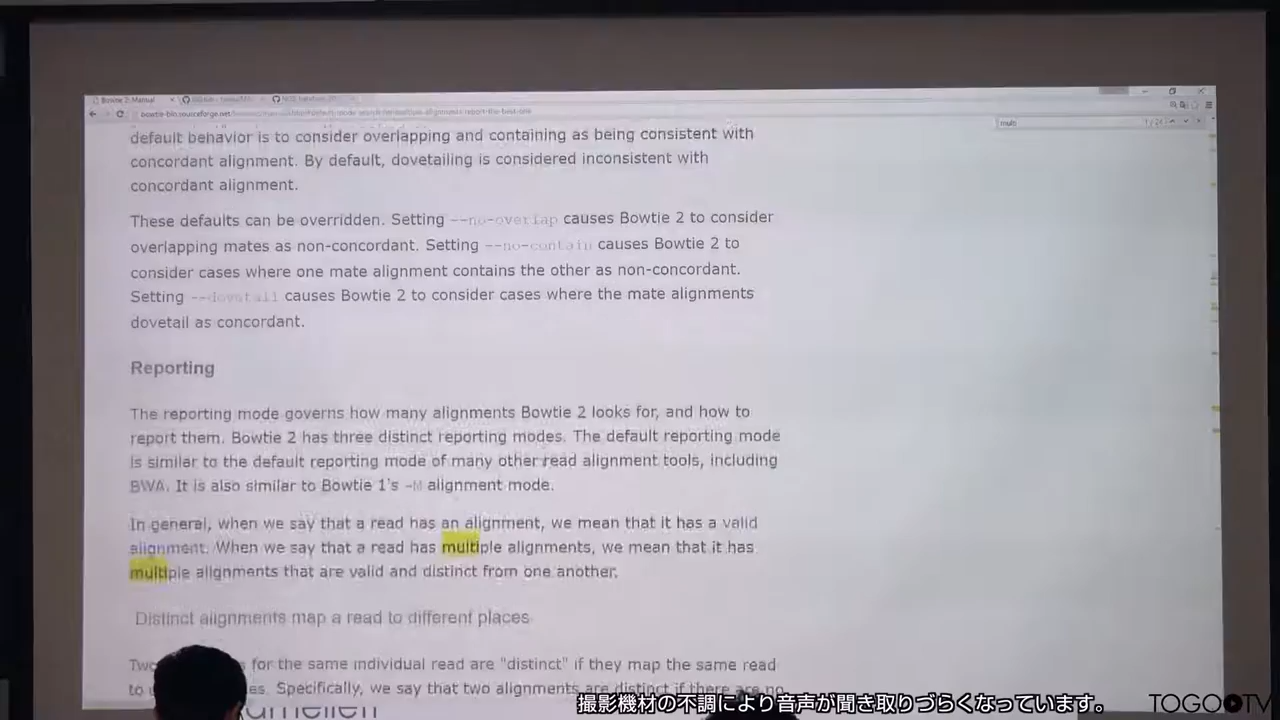 Bowtie 2: Manual
bowtie-bio.sourceforge.net/
multi
default behavior is to consider overlapping and containing as being consistent with
concordant alignment. By default, dovetailing is considered inconsistent with
concordant alignment.
These defaults can be overridden. Setting --no-overlap causes Bowtie 2 to consider
overlapping mates as non-concordant. Setting --no-contain causes Bowtie 2 to
consider cases where one mate alignment contains the other as non-concordant.
Setting --dovetail causes Bowtie 2 to consider cases where the mate alignments
dovetail as concordant.
Reporting
The reporting mode governs how many alignments Bowtie 2 looks for, and how to
report them. Bowtie 2 has three distinct reporting modes. The default reporting mode
is similar to the default reporting mode of many other read alignment tools, including
BWA. It is also similar to Bowtie 1's -M alignment mode.
In general, when we say that a read has an alignment, we mean that it has a valid
alignment. When we say that a read has multiple alignments, we mean that it has
multiple alignments that are valid and distinct from one another.
Distinct alignments map a read to different places
Two for the same individual read are "distinct" if they map the same read
to es. Specifically, we say that two alignments are distinct if there are no
撮影機材の不調により音声が聞き取りづらくなっています。
TOGOTV